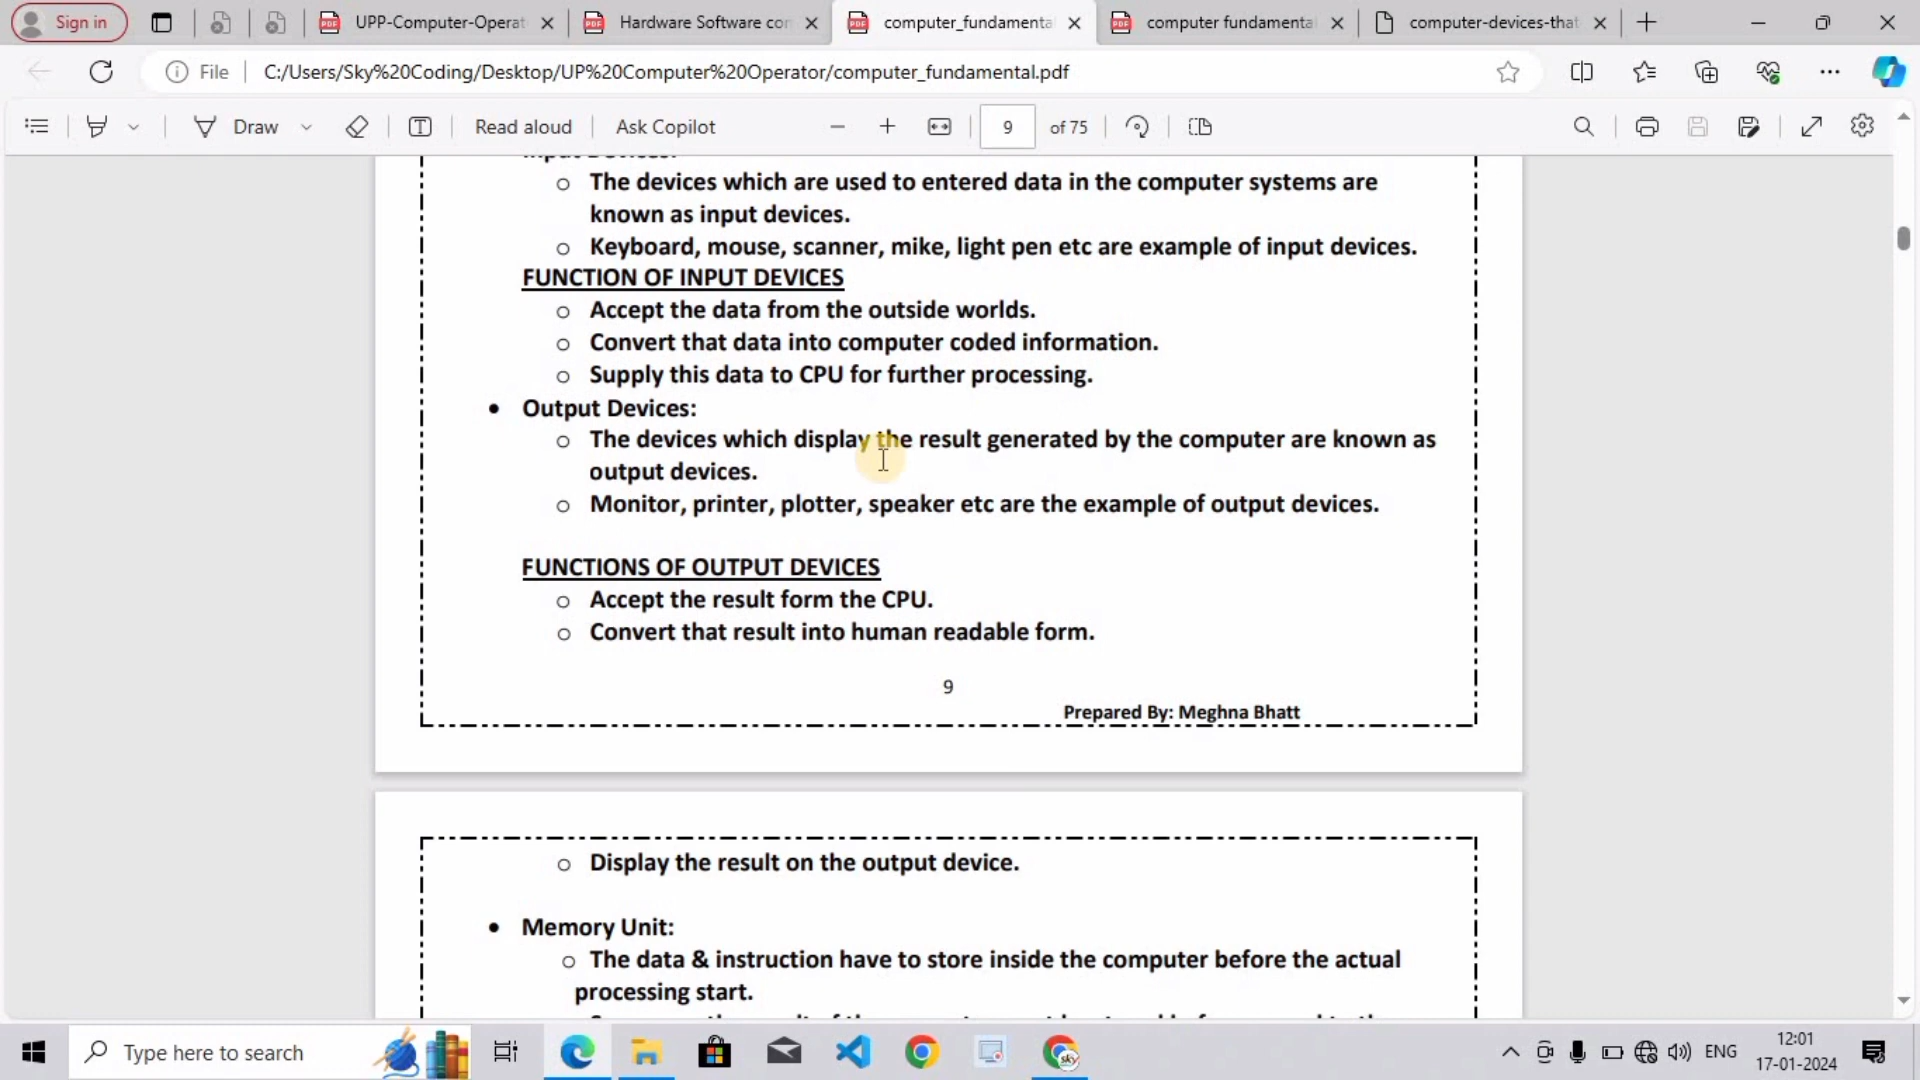 Sign in
UPP-Computer-Operat
Hardware Software con
computer_fundamenta
computer fundamental
computer-devices-that
File
C:/Users/Sky%20Coding/Desktop/UP%20Computer%20Operator/computer_fundamental.pdf
Draw
Read aloud
Ask Copilot
9
of 75
o The devices which are used to entered data in the computer systems are
known as input devices.
o Keyboard, mouse, scanner, mike, light pen etc are example of input devices.
FUNCTION OF INPUT DEVICES
o Accept the data from the outside worlds.
o Convert that data into computer coded information.
o Supply this data to CPU for further processing.
• Output Devices:
o The devices which display the result generated by the computer are known as
output devices.
o Monitor, printer, plotter, speaker etc are the example of output devices.
FUNCTIONS OF OUTPUT DEVICES
o Accept the result form the CPU.
o Convert that result into human readable form.
9
Prepared By: Meghna Bhatt
o Display the result on the output device.
• Memory Unit:
o The data & instruction have to store inside the computer before the actual
processing start.
Type here to search
ENG
12:01
17-01-2024